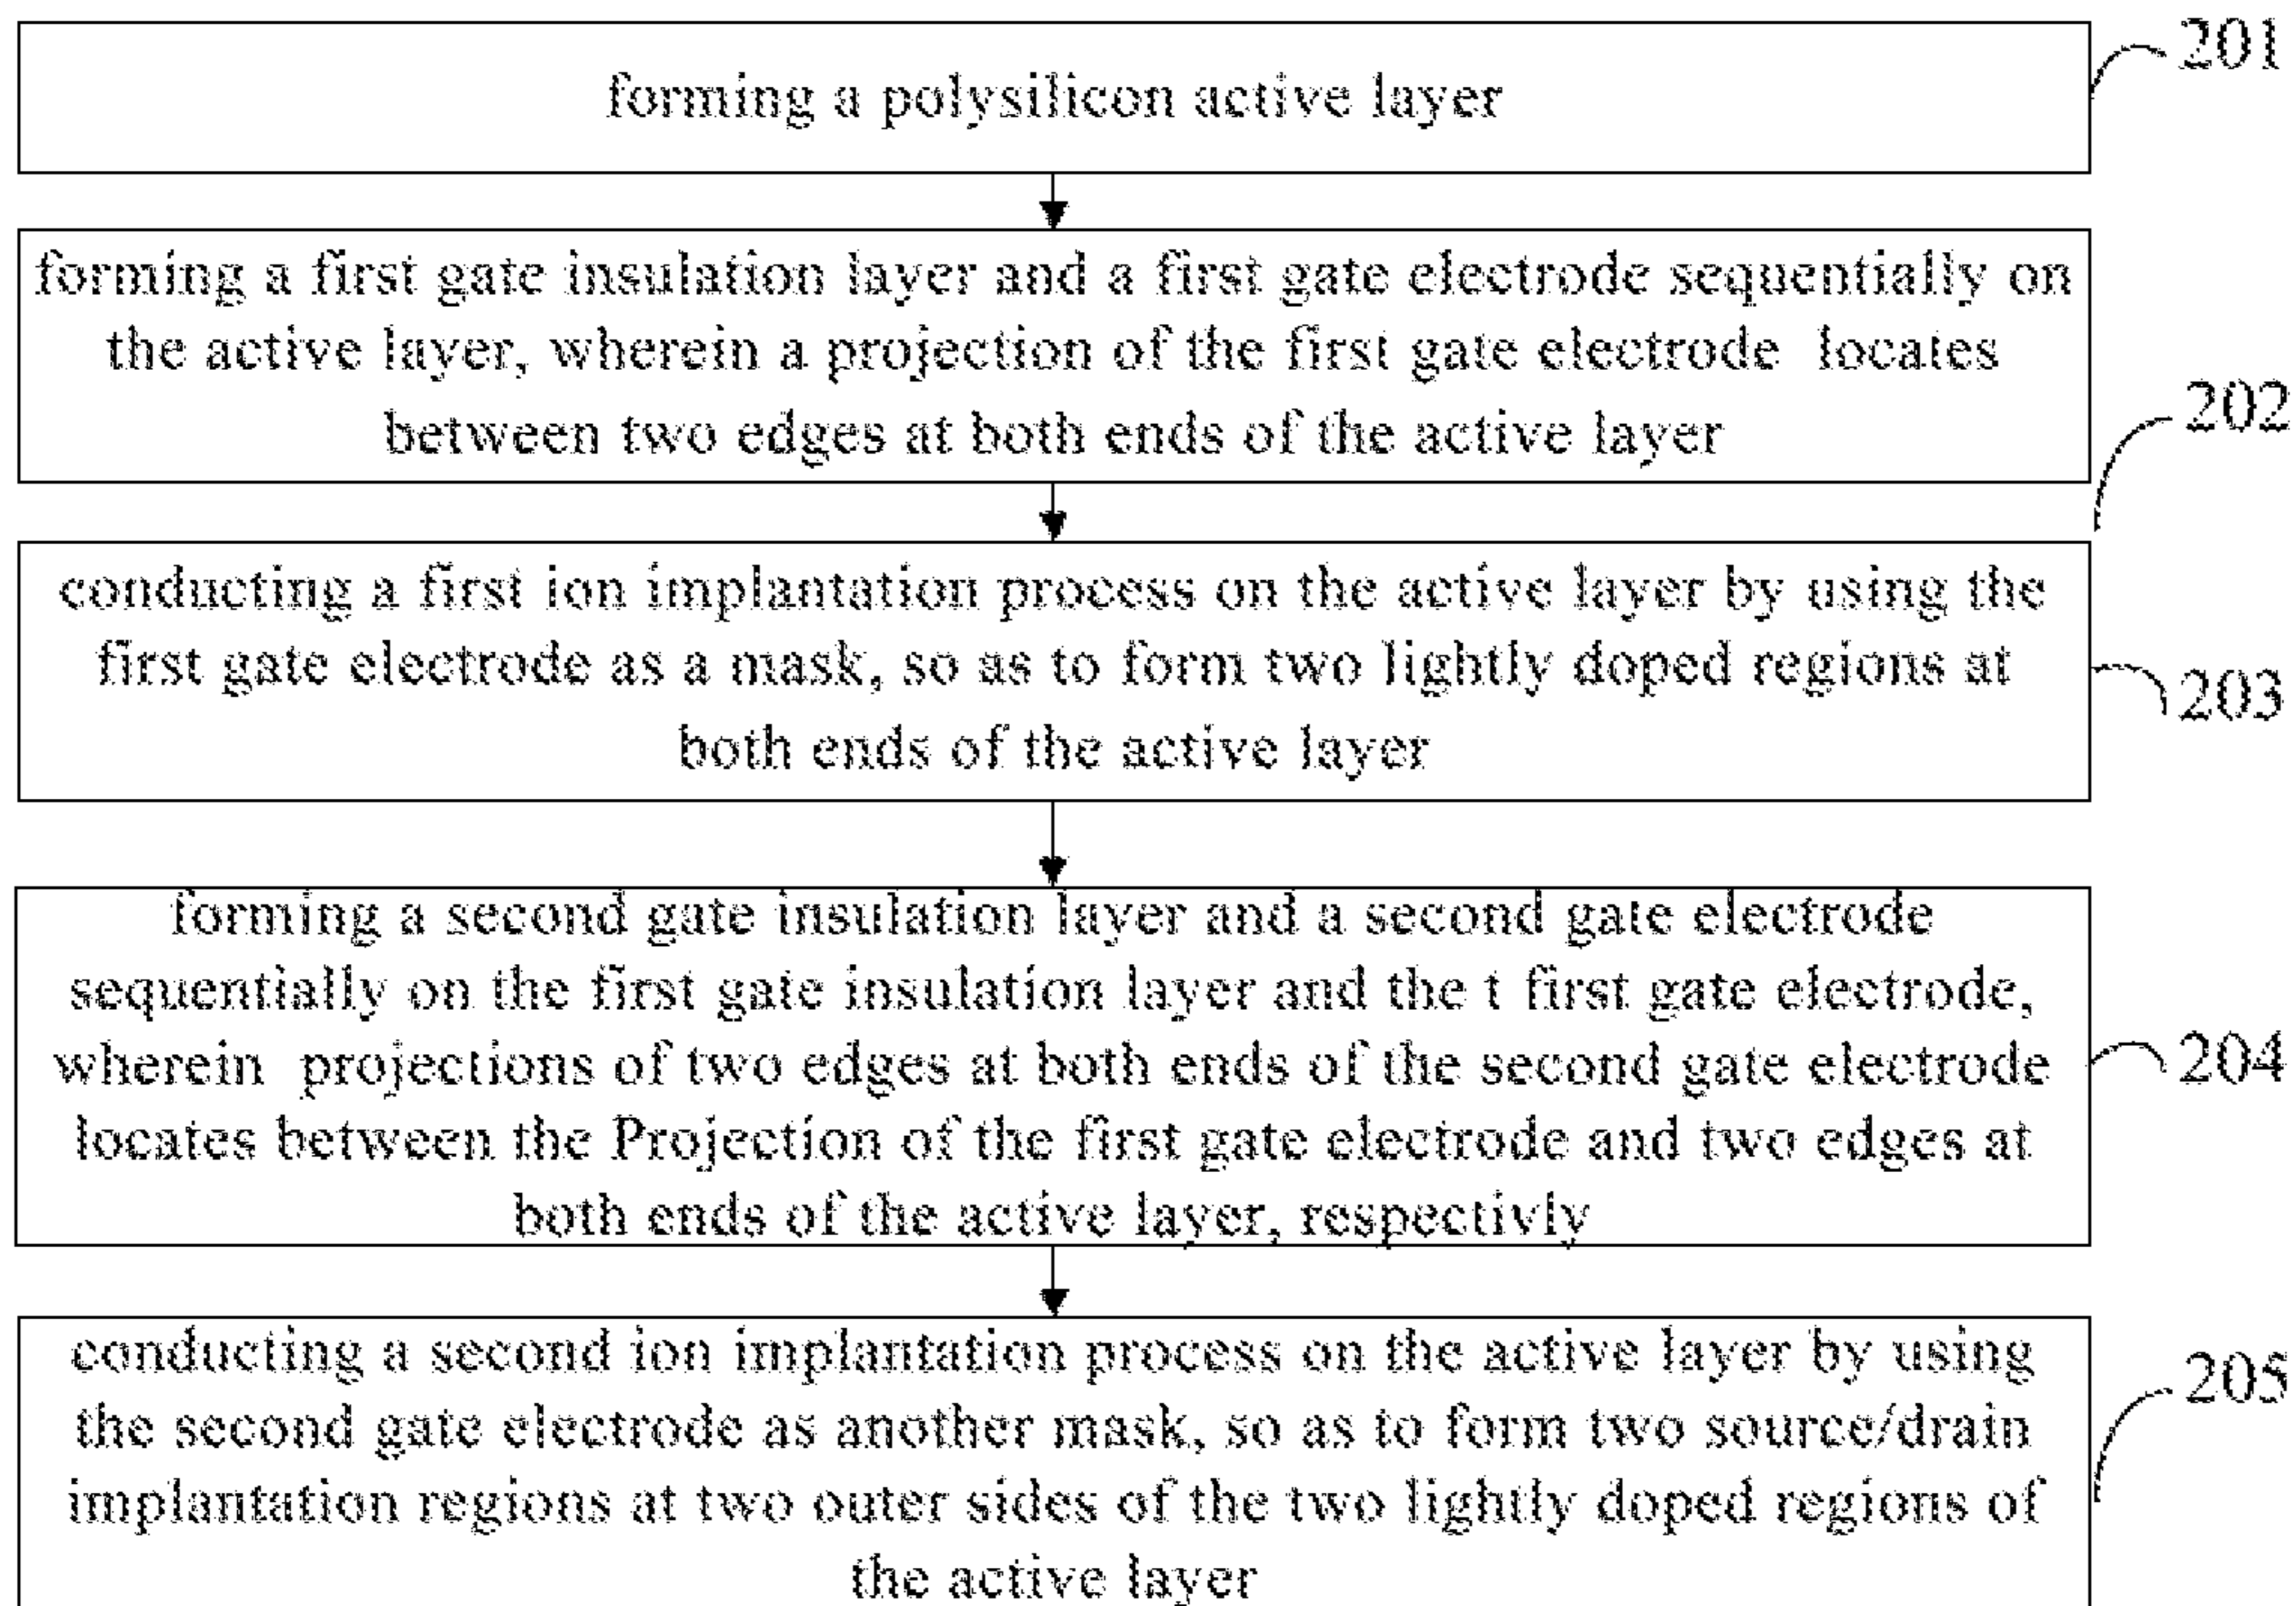 forming a polysilicon active layer
201
forming a first gate insulation layer and a first gate electrode sequentially on
the active layer, wherein a projection of the first gate electrode locates
between two edges at both ends of the active layer
202
conducting a first ion implantation process on the active layer by using the
first gate electrode as a mask, so as to form two lightly doped regions at
both ends of the active layer
203
forming a second gate insulation layer and a second gate electrode
sequentially on the first gate insulation layer and the t first gate electrode,
wherein projections of two edges at both ends of the second gate electrode
locates between the Projection of the first gate electrode and two edges at
both ends of the active layer, respectivly
204
conducting a second ion implantation process on the active layer by using
the second gate electrode as another mask, so as to form two source/drain
implantation regions at two outer sides of the two lightly doped regions of
the active layer
205